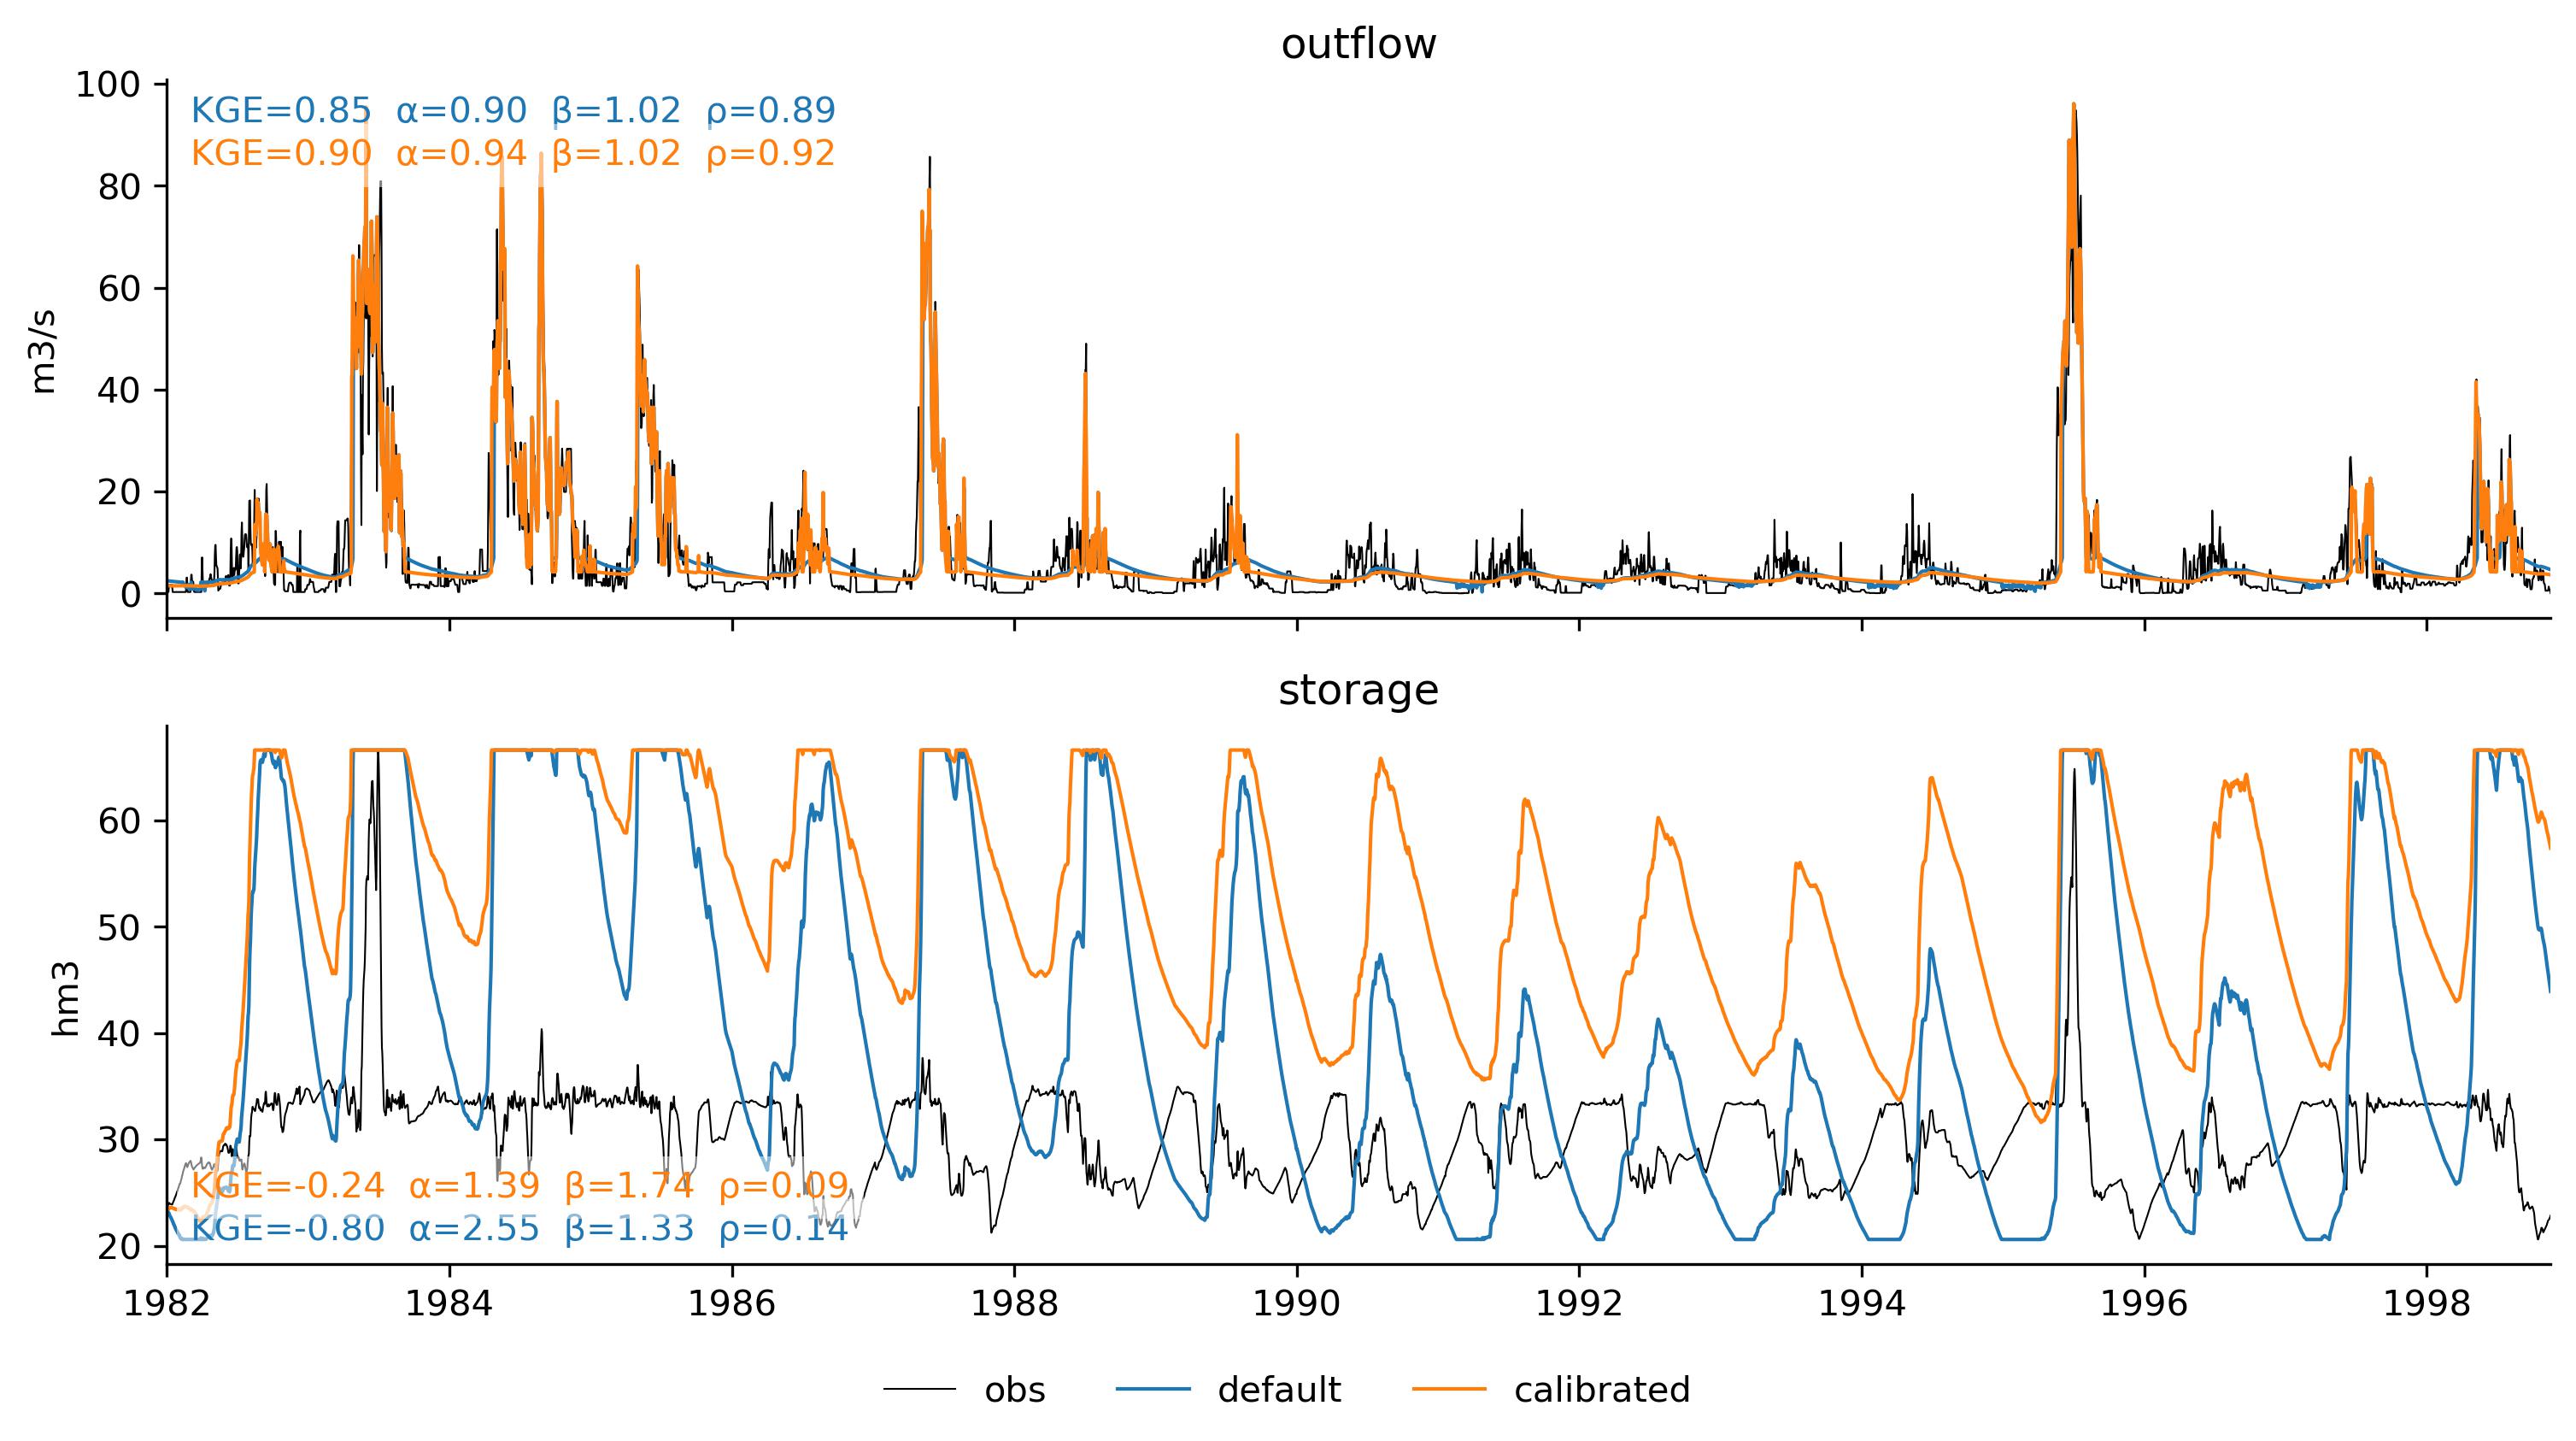 outflow
100
80
60
40
20
0
m3/s
KGE=0.85 α=0.90 β=1.02 ρ=0.89
KGE=0.90 α=0.94 β=1.02 ρ=0.92
storage
60
50
40
30
20
hm3
KGE=-0.24 α=1.39 β=1.74 ρ=0.09
KGE=-0.80 α=2.55 β=1.33 ρ=0.14
1982 1984 1986 1988 1990 1992 1994 1996 1998
obs default calibrated